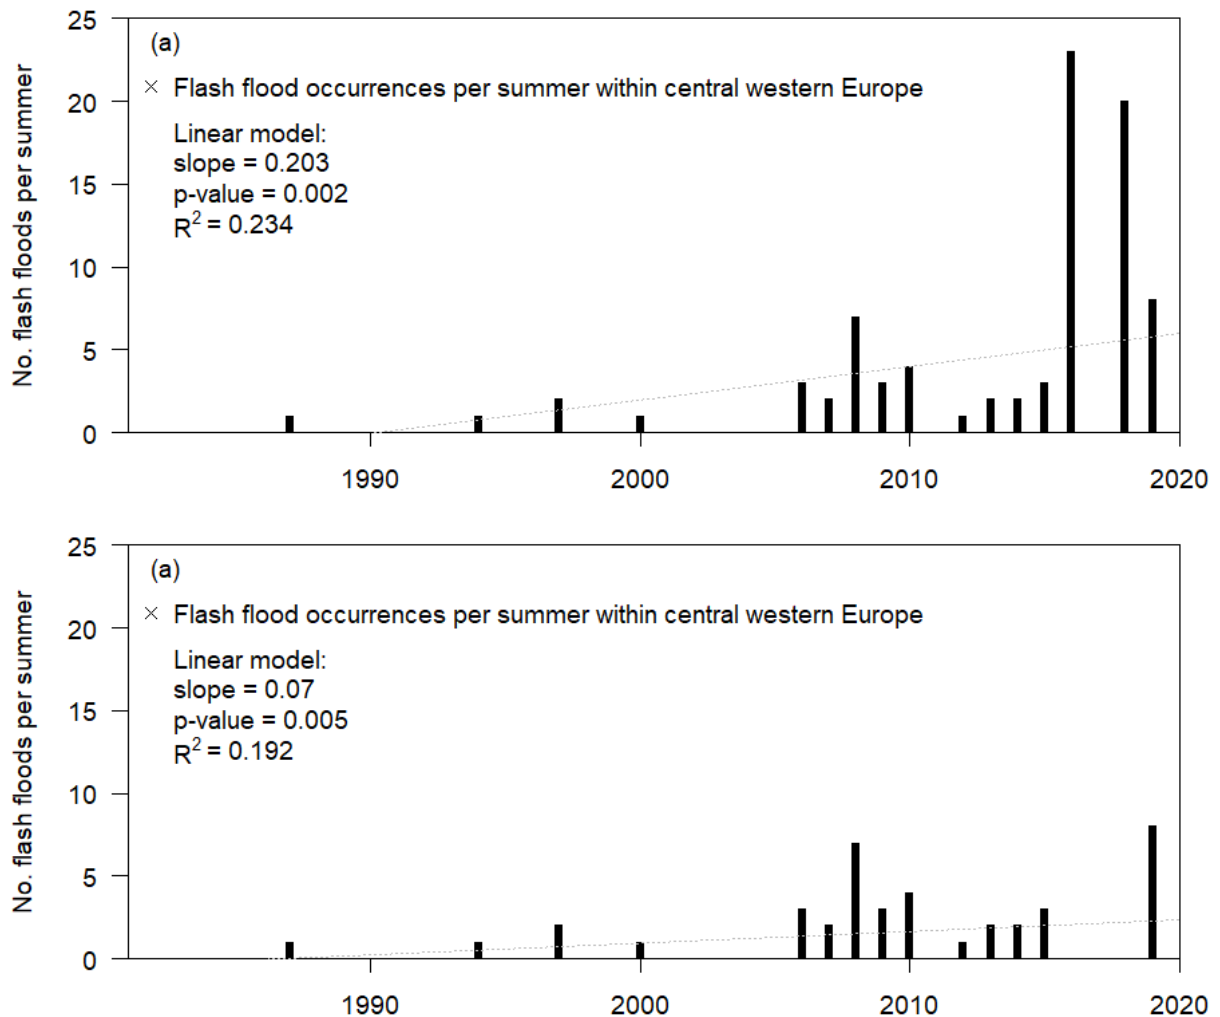 25
(a)
× Flash flood occurrences per summer within central western Europe
20
Linear model:
slope = 0.203
p-value = 0.002
15
R² = 0.234
10
5
0
No. flash floods per summer
1990 2000 2010 2020
25
(a)
× Flash flood occurrences per summer within central western Europe
20
Linear model:
slope = 0.07
p-value = 0.005
15
R² = 0.192
10
5
0
No. flash floods per summer
1990 2000 2010 2020